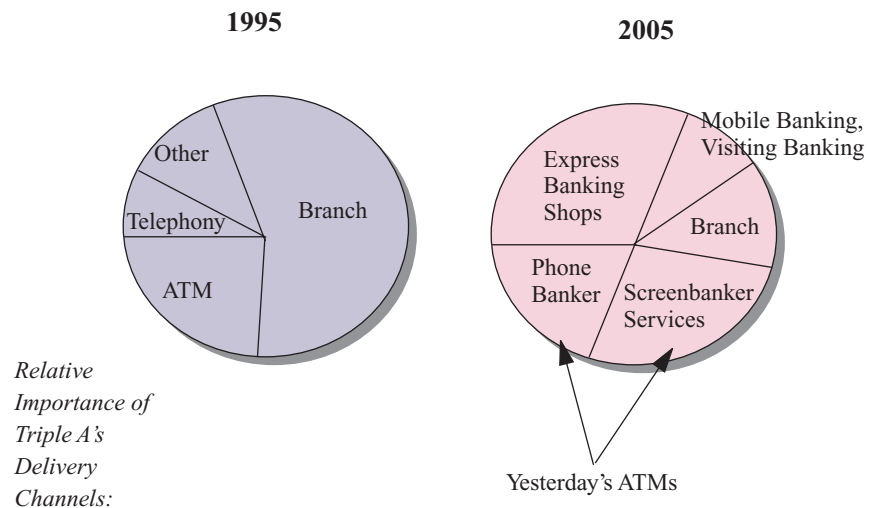 1995
2005
Other
Telephony
ATM
Branch
Express
Banking
Shops
Mobile Banking,
Visiting Banking
Branch
Phone
Banker
Screenbanker
Services
Relative
Importance of
Triple A’s
Delivery
Channels:
Yesterday’s ATMs